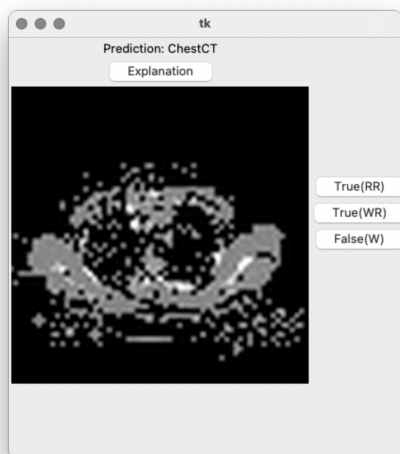 tk
Prediction: ChestCT
Explanation
True(RR)
True(WR)
False(W)